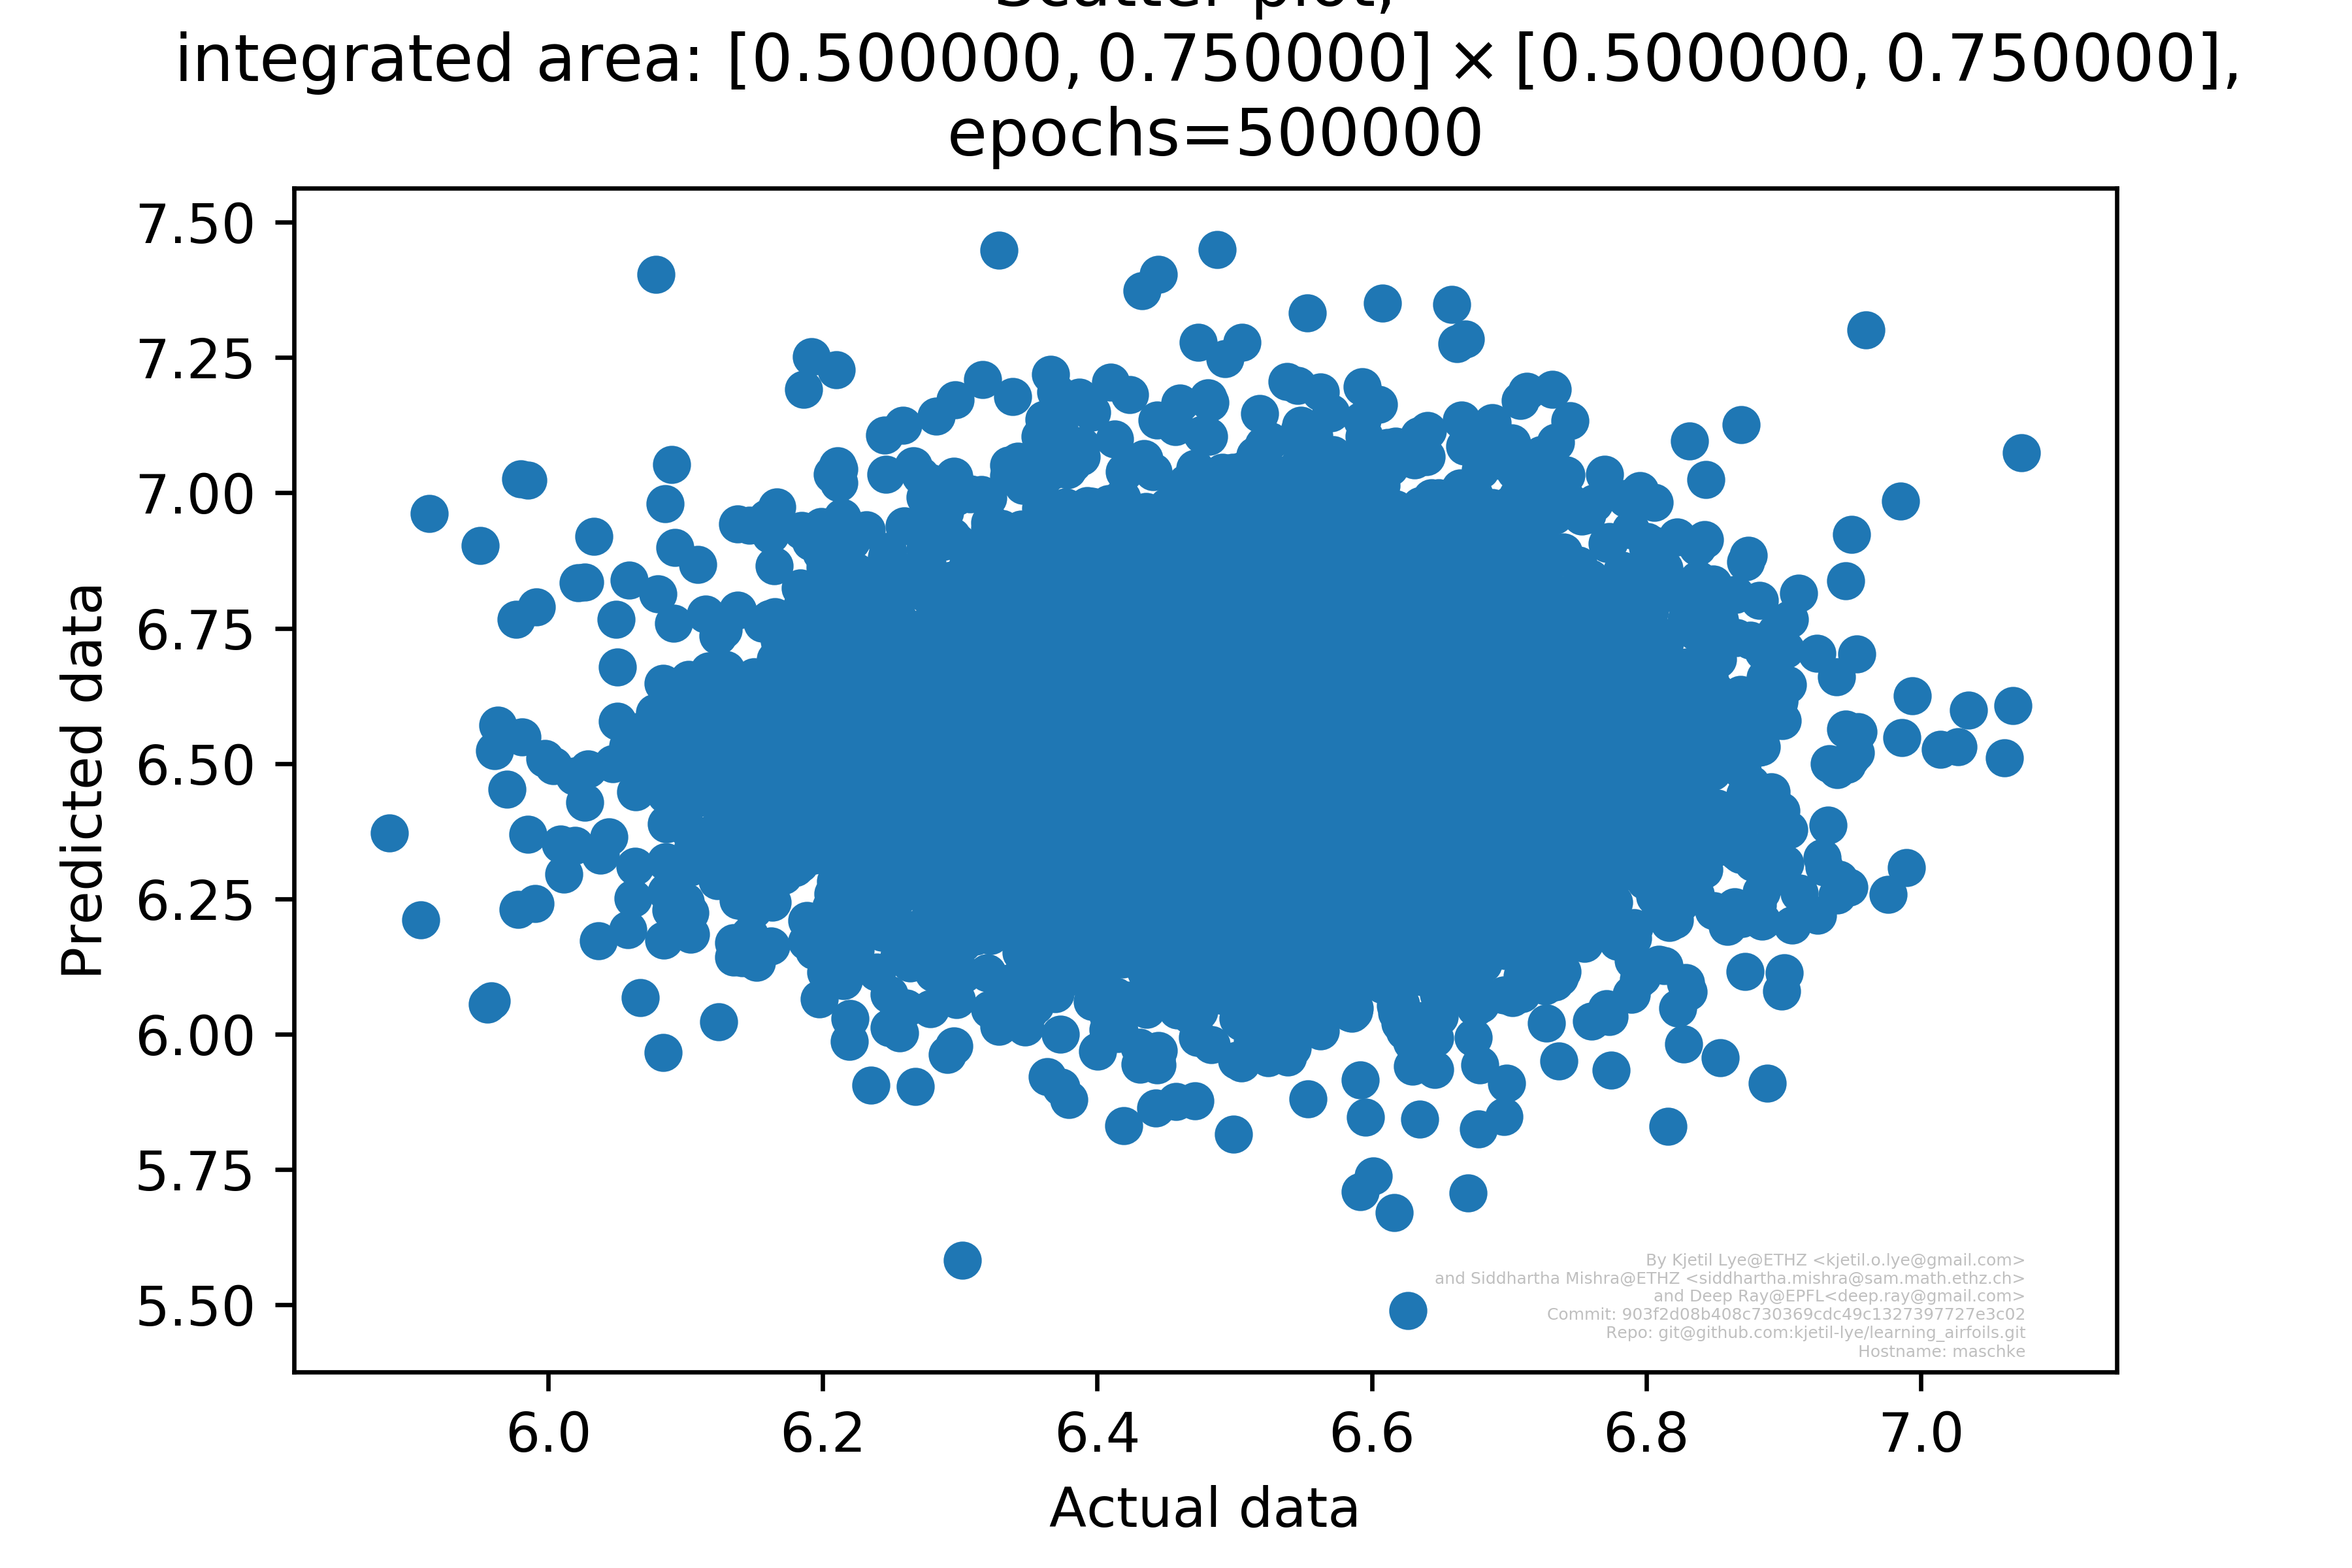 Scatter plot,
integrated area: [0.500000, 0.750000] × [0.500000, 0.750000],
epochs=500000
7.50
7.25
7.00
6.75
6.50
6.25
6.00
5.75
5.50
Predicted data
By Kjetil Lye@ETHZ <kjetil.o.lye@gmail.com>
and Siddhartha Mishra@ETHZ <siddhartha.mishra@sam.math.ethz.ch>
and Deep Ray@EPFL<deep.ray@gmail.com>
Commit: 903f2d08b408c730369cdc49c1327397727e3c02
Repo: git@github.com:kjetil-lye/learning_airfoils.git
Hostname: maschke
6.0 6.2 6.4 6.6 6.8 7.0
Actual data